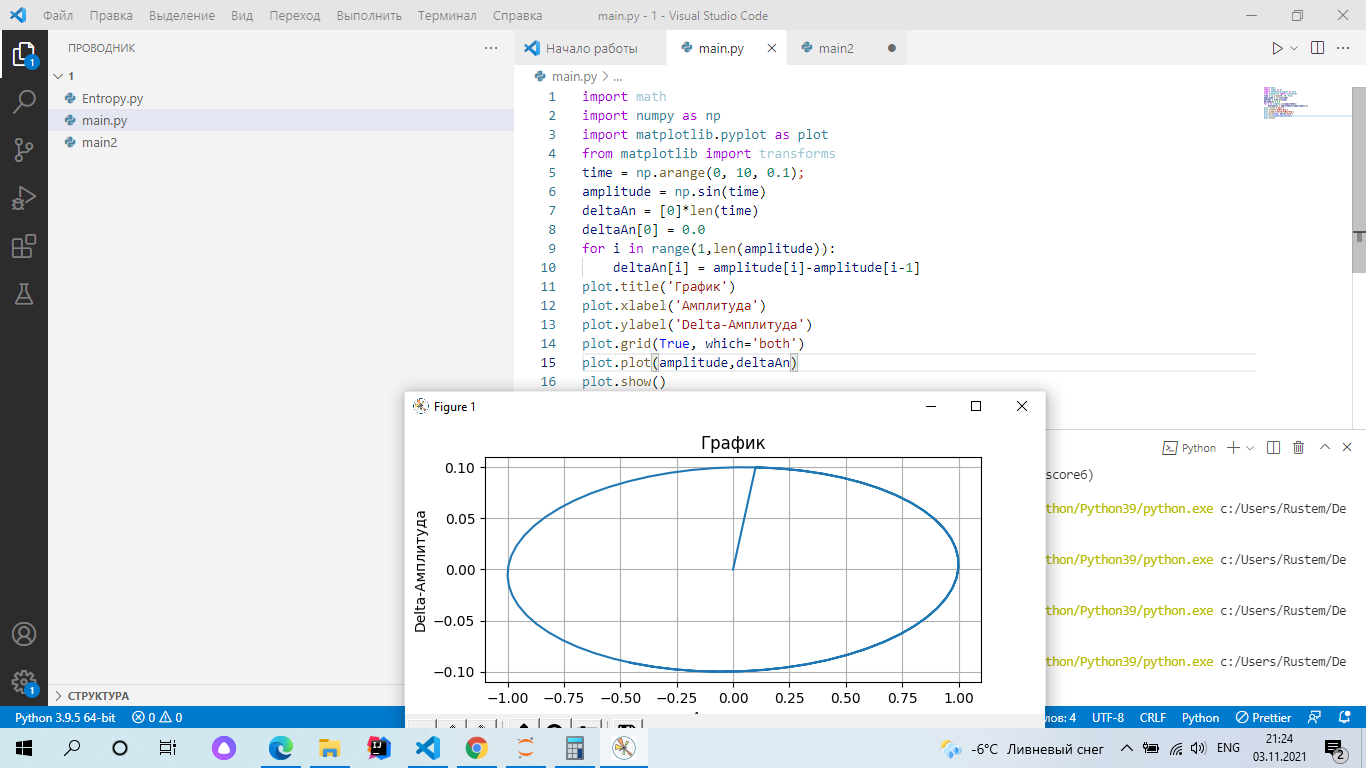 Файл Правка Выделение Вид Переход Выполнить Терминал Справка
main.py - 1 - Visual Studio Code
ПРОВОДНИК
1
Entropy.py
main.py
main2
СТРУКТУРА
1
1
Начало работы
main.py
main2
main.py > ...
1 import math
2 import numpy as np
3 import matplotlib.pyplot as plot
4 from matplotlib import transforms
5 time = np.arange(0, 10, 0.1);
6 amplitude = np.sin(time)
7 deltaAn = [0]*len(time)
8 deltaAn[0] = 0.0
9 for i in range(1,len(amplitude)):
10 deltaAn[i] = amplitude[i]-amplitude[i-1]
11 plot.title('График')
12 plot.xlabel('Амплитуда')
13 plot.ylabel('Delta-Амплитуда')
14 plot.grid(True, which='both')
15 plot.plot(amplitude,deltaAn)
16 plot.show()
Figure 1
График
Delta-Амплитуда
0.10
0.05
0.00
−0.05
−0.10
−1.00 −0.75 −0.50 −0.25 0.00 0.25 0.50 0.75 1.00
Python
score6)
thon/Python39/python.exe c:/Users/Rustem/De
thon/Python39/python.exe c:/Users/Rustem/De
thon/Python39/python.exe c:/Users/Rustem/De
thon/Python39/python.exe c:/Users/Rustem/De
Python 3.9.5 64-bit 0 0
лов: 4 UTF-8 CRLF Python Prettier
-6°C Ливневый снег
ENG
21:24
03.11.2021
2